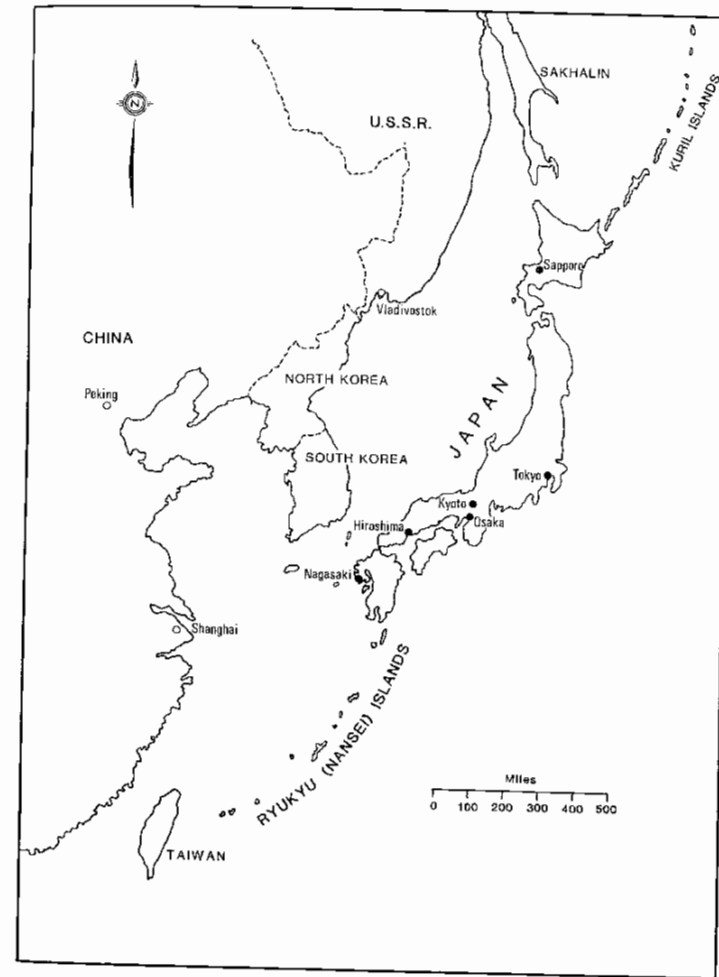 N
SAKHALIN
U.S.S.R.
KURIL ISLANDS
Sapporo
Vladivostok
CHINA
NORTH KOREA
Peking
JAPAN
SOUTH KOREA
Tokyo
Kyoto
Osaka
Hiroshima
Nagasaki
Shanghai
RYUKYU (NANSEI) ISLANDS
Miles
0 100 200 300 400 500
TAIWAN